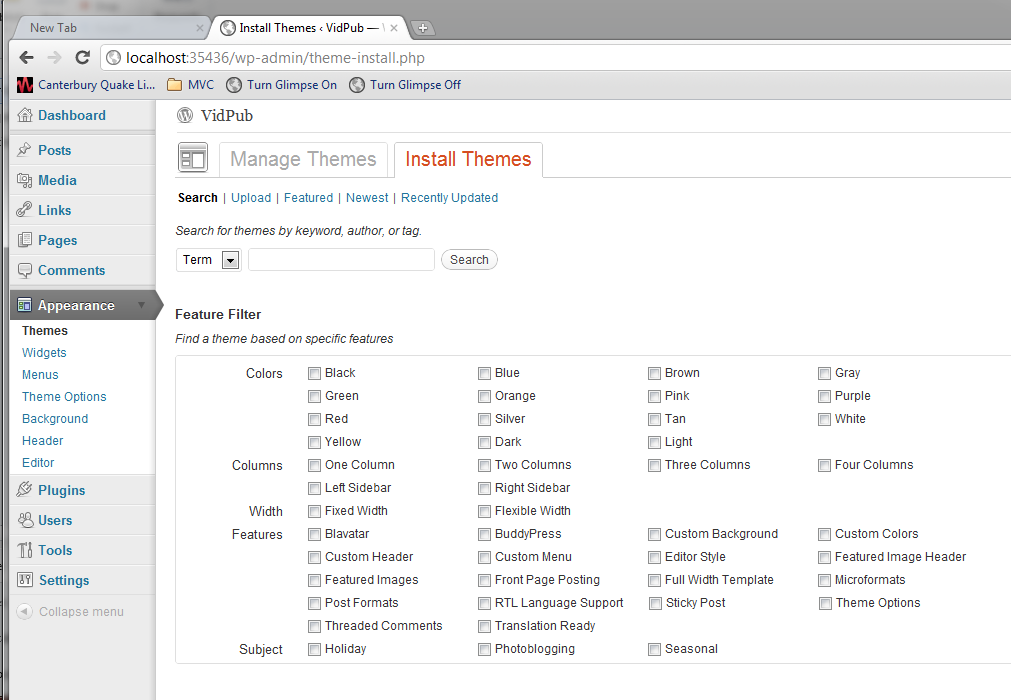 New Tab
Install Themes ‹ VidPub —
localhost:35436/wp-admin/theme-install.php
Canterbury Quake Li... MVC Turn Glimpse On Turn Glimpse Off
VidPub
Dashboard
Posts
Media
Links
Pages
Comments
Appearance
Themes
Widgets
Menus
Theme Options
Background
Header
Editor
Plugins
Users
Tools
Settings
Collapse menu
Manage Themes Install Themes
Search | Upload | Featured | Newest | Recently Updated
Search for themes by keyword, author, or tag.
Term Search
Feature Filter
Find a theme based on specific features
Colors Black Blue Brown Gray
Green Orange Pink Purple
Red Silver Tan White
Yellow Dark Light
Columns One Column Two Columns Three Columns Four Columns
Left Sidebar Right Sidebar
Width Fixed Width Flexible Width
Features Blavatar BuddyPress Custom Background Custom Colors
Custom Header Custom Menu Editor Style Featured Image Header
Featured Images Front Page Posting Full Width Template Microformats
Post Formats RTL Language Support Sticky Post Theme Options
Threaded Comments Translation Ready
Subject Holiday Photoblogging Seasonal